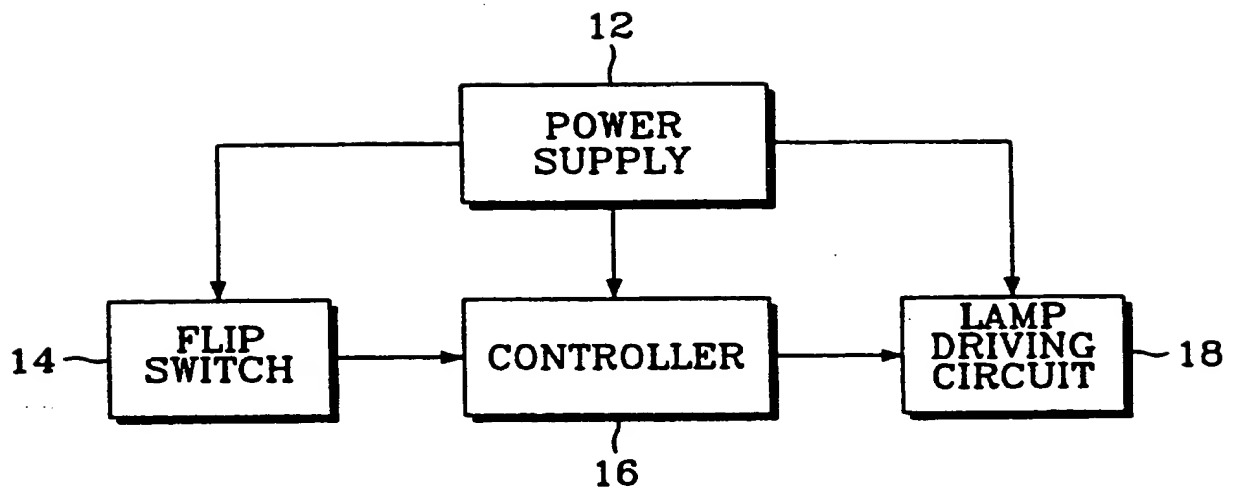 12
POWER
SUPPLY
14
FLIP
SWITCH
CONTROLLER
LAMP
DRIVING
CIRCUIT
18
16